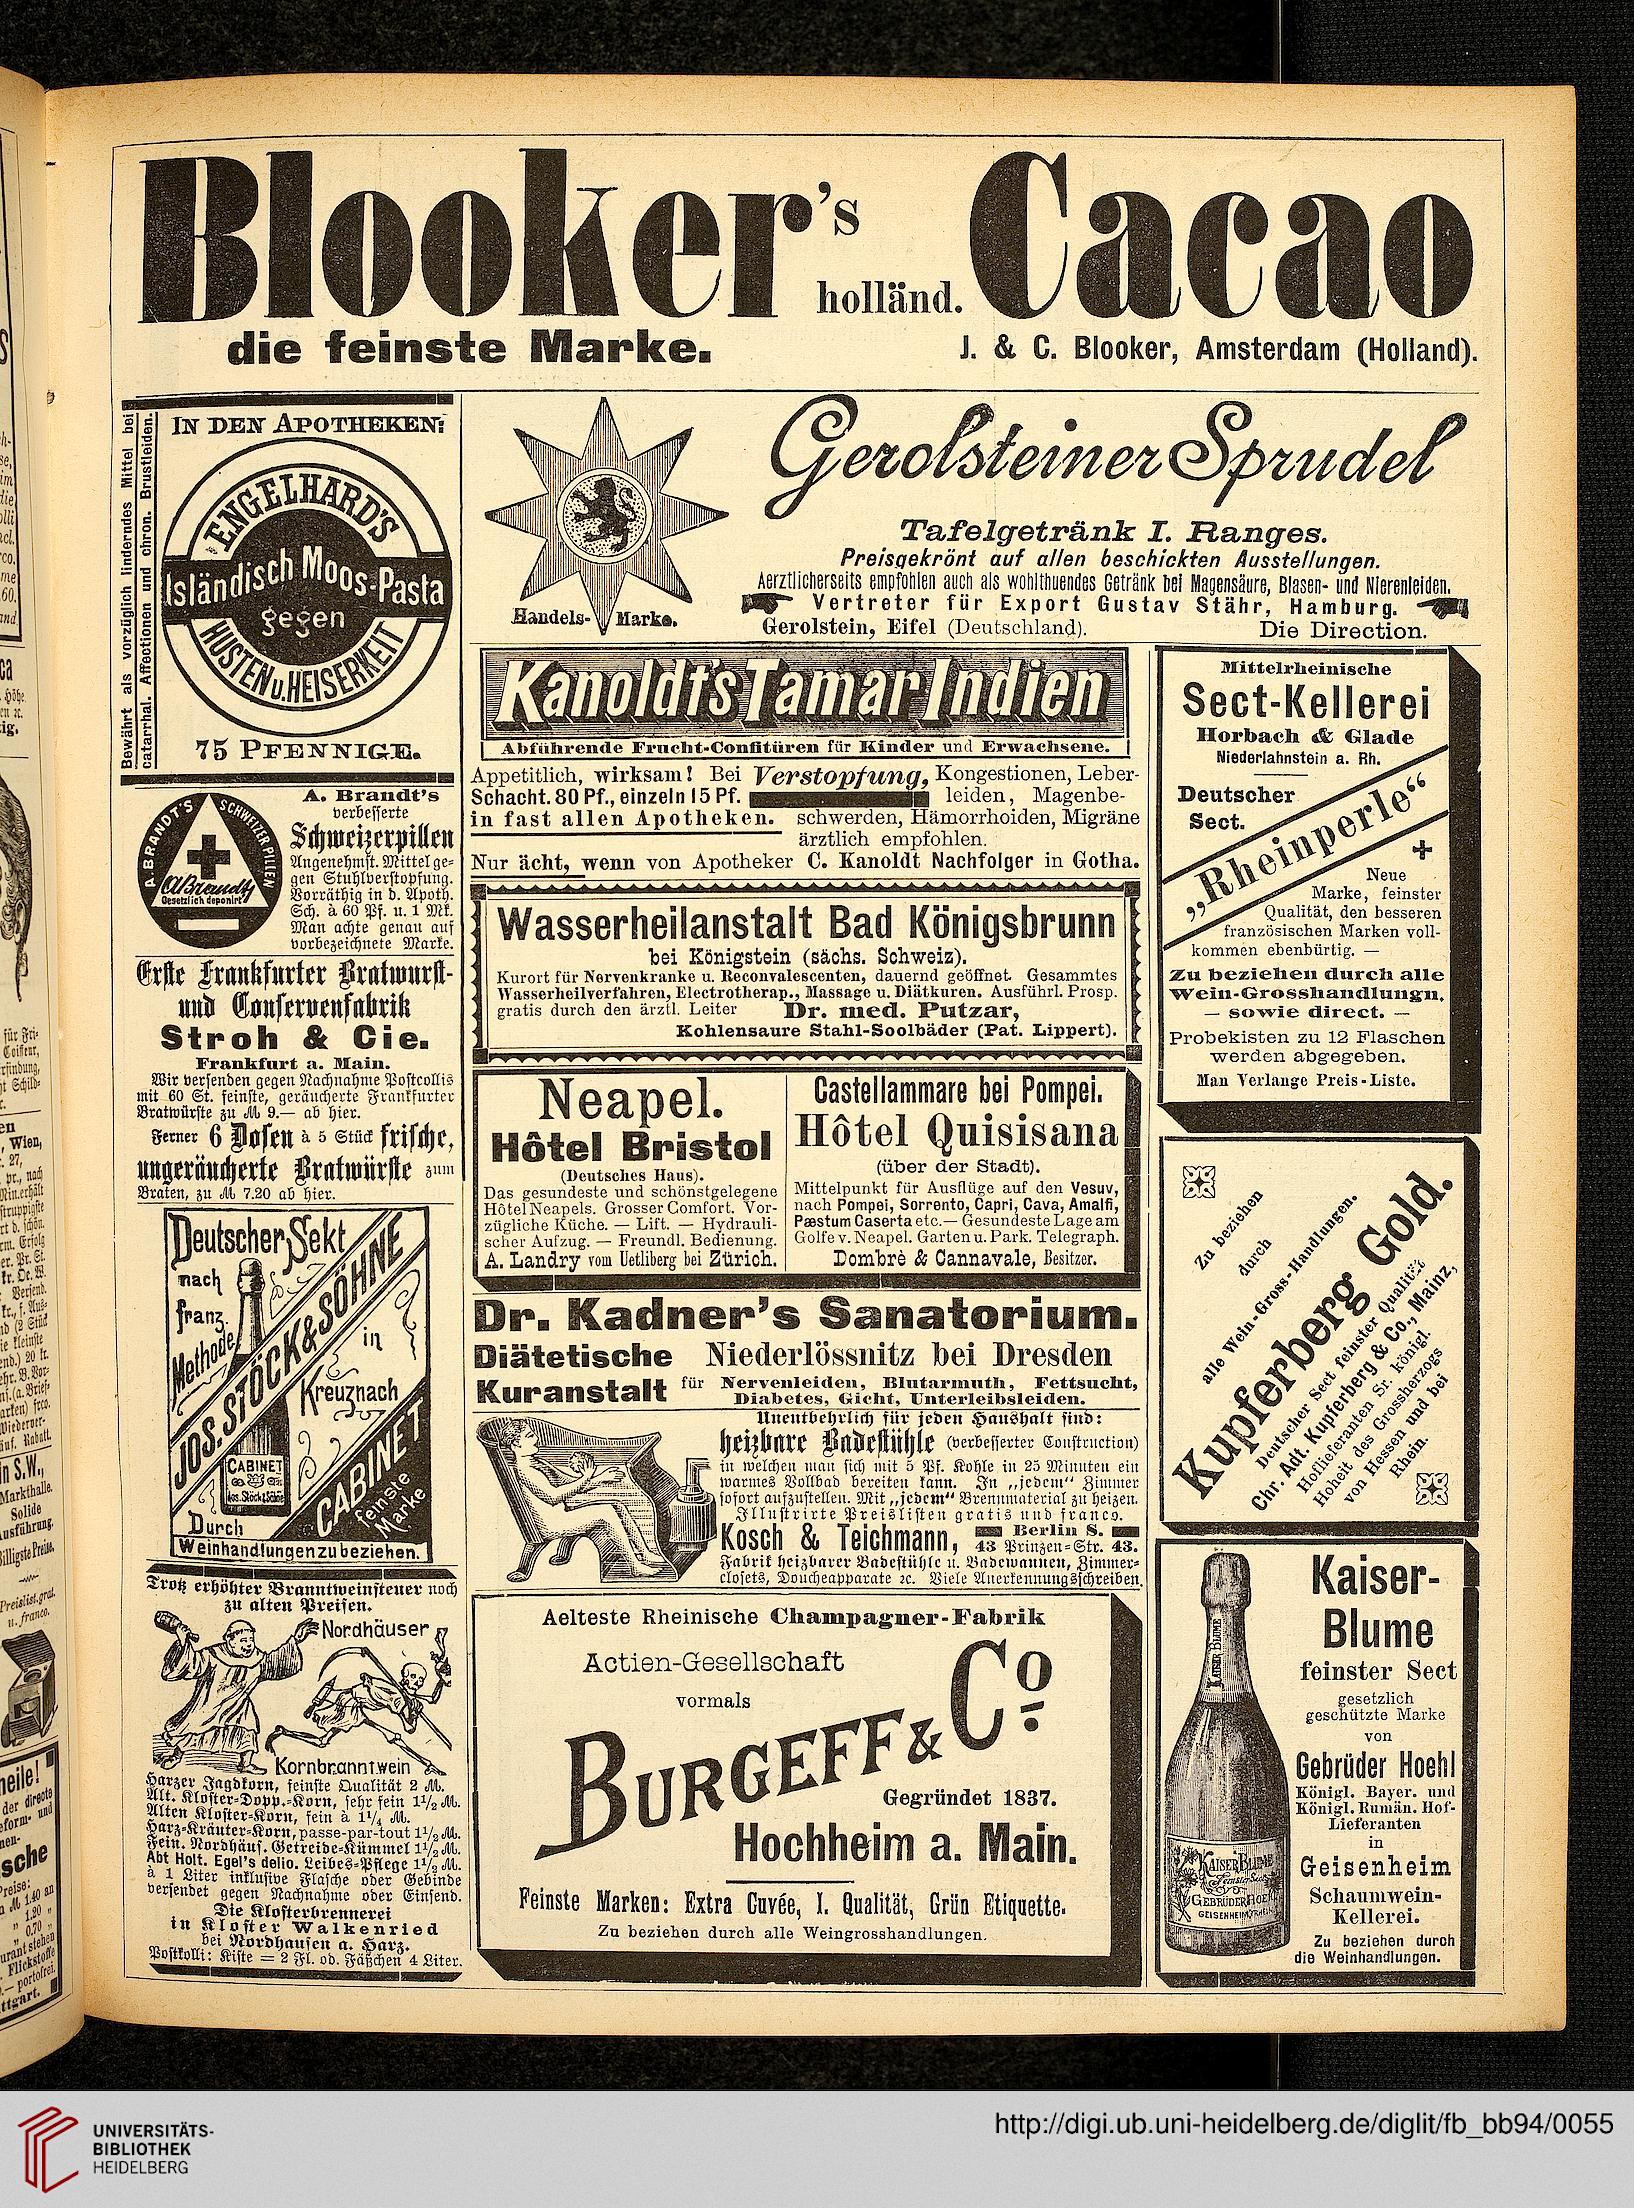 Blooker's holländ. Cacao
die feinste Marke.
J. & C. Blooker, Amsterdam (Holland).
Bewährt als vorzüglich linderndes Mittel bei
catarrhal. Affectionen und chron. Brustleiden.
IN DEN APOTHEKEN:
ENGELHARD'S
Isländisch Moos-Pasta
gegen
HUSTEN u. HEISERKEIT
75 PFENNIGE.
A. BRANDT'S SCHWEIZERPILLEN
ABrandt
Gesetzlich deponirt
A. Brandt's
verbesserte
Schweizerpillen
Angenehmst. Mittel ge-
gen Stuhlverstopfung.
Vorräthig in d. Apoth.
Sch. à 60 Pf. u. 1 Mk.
Man achte genau auf
vorbezeichnete Marke.
Erste Frankfurter Bratwurst-
und Conservenfabrik
Stroh & Cie.
Frankfurt a. Main.
Wir versenden gegen Nachnahme Postcollis
mit 60 St. feinste, geräucherte Frankfurter
Bratwürste zu M 9.— ab hier.
Ferner 6 Dosen à 5 Stück frische,
ungeräucherte Bratwürste zum
Braten, zu M 7.20 ab hier.
Deutscher Sekt
nach
franz.
Methode
JOS. STÖCK & SÖHNE
in
Kreuznach
CABINET
Jos. Stöck & Söhne
CABINET
feinste
Marke
Durch
Weinhandlungen zu beziehen.
Trotz erhöhter Branntweinsteuer noch
zu alten Preisen.
Nordhäuser
Kornbranntwein
Harzer Jagdkorn, feinste Qualität 2 M.
Alt. Kloster-Dopp.-Korn, sehr fein 1½ M.
Alten Kloster-Korn, fein à 1¼ M.
Harz-Kräuter-Korn, passe-par-tout 1½ M.
Fein. Nordhäus. Getreide-Kümmel 1½ M.
Abt Holt. Egel's delic. Leibes-Pflege 1½ M.
à 1 Liter inklusive Flasche oder Gebinde
versendet gegen Nachnahme oder Einsend.
Die Klosterbrennerei
in Kloster Walkenried
bei Nordhausen a. Harz.
Postkolli: Kiste = 2 Fl. od. Fäßchen 4 Liter.
Handels-Marke.
Gerolsteiner Sprudel
Tafelgetränk I. Ranges.
Preisgekrönt auf allen beschickten Ausstellungen.
Aerztlicherseits empfohlen auch als wohlthuendes Getränk bei Magensäure, Blasen- und Nierenleiden.
Vertreter für Export Gustav Stähr, Hamburg.
Gerolstein, Eifel (Deutschland).
Die Direction.
Kanoldt's Tamar Indien
Abführende Frucht-Confitüren für Kinder und Erwachsene.
Appetitlich, wirksam! Bei Verstopfung, Kongestionen, Leber-
Schacht. 80 Pf., einzeln 15 Pf. leiden, Magenbe-
in fast allen Apotheken. schwerden, Hämorrhoiden, Migräne
ärztlich empfohlen.
Nur ächt, wenn von Apotheker C. Kanoldt Nachfolger in Gotha.
Wasserheilanstalt Bad Königsbrunn
bei Königstein (sächs. Schweiz).
Kurort für Nervenkranke u. Reconvalescenten, dauernd geöffnet. Gesammtes
Wasserheilverfahren, Electrotherap., Massage u. Diätkuren. Ausführl. Prosp.
gratis durch den ärztl. Leiter Dr. med. Putzar,
Kohlensaure Stahl-Soolbäder (Pat. Lippert).
Neapel.
Hôtel Bristol
(Deutsches Haus).
Das gesundeste und schönstgelegene
Hôtel Neapels. Grosser Comfort. Vor-
zügliche Küche. — Lift. — Hydrauli-
scher Aufzug. — Freundl. Bedienung.
A. Landry vom Uetliberg bei Zürich.
Castellammare bei Pompei.
Hôtel Quisisana
(über der Stadt).
Mittelpunkt für Ausflüge auf den Vesuv,
nach Pompei, Sorrento, Capri, Cava, Amalfi,
Pæstum Caserta etc.— Gesundeste Lage am
Golfe v. Neapel. Garten u. Park. Telegraph.
Dombrè & Cannavale, Besitzer.
Dr. Kadner's Sanatorium.
Diätetische Kuranstalt
Niederlössnitz bei Dresden
für Nervenleiden, Blutarmuth, Fettsucht,
Diabetes, Gicht, Unterleibsleiden.
Unentbehrlich für jeden Haushalt sind:
heizbare Badestühle (verbesserter Construction)
in welchen man sich mit 5 Pf. Kohle in 25 Minuten ein
warmes Vollbad bereiten kann. In „jedem“ Zimmer
sofort aufzustellen. Mit „jedem“ Brennmaterial zu heizen.
Illustrirte Preislisten gratis und franco.
Kosch & Teichmann, Berlin S.
43 Prinzen-Str. 43.
Fabrik heizbarer Badestühle u. Badewannen, Zimmer-
closets, Doucheapparate ꝛc. Viele Anerkennungsschreiben.
Aelteste Rheinische Champagner-Fabrik
Actien-Gesellschaft
vormals
BURGEFF & Co.
Gegründet 1837.
Hochheim a. Main.
Feinste Marken: Extra Cuvée, I. Qualität, Grün Etiquette.
Zu beziehen durch alle Weingrosshandlungen.
Mittelrheinische
Sect-Kellerei
Horbach & Glade
Niederlahnstein a. Rh.
Deutscher
Sect.
„Rheinperle“
Neue
Marke, feinster
Qualität, den besseren
französischen Marken voll-
kommen ebenbürtig. —
Zu beziehen durch alle
Wein-Grosshandlungn,
— sowie direct. —
Probekisten zu 12 Flaschen
werden abgegeben.
Man Verlange Preis-Liste.
Zu beziehen
durch
alle Wein-Gross-Handlungen.
Kupferberg Gold.
Deutscher Sect feinster Qualität
Chr. Adt. Kupferberg & Co., Mainz,
Hoflieferanten Sr. königl.
Hoheit des Grossherzogs
von Hessen und bei
Rhein.
Kaiser-
Blume
feinster Sect
gesetzlich
geschützte Marke
von
Gebrüder Hoehl
Königl. Bayer. und
Königl. Rumän. Hof-
Lieferanten
in
Geisenheim
Schaumwein-
Kellerei.
Zu beziehen durch
die Weinhandlungen.
KAISER BLUME
KAISER BLUME
Feinster Sect
GEBRÜDER HOEHL
GEISENHEIM
UNIVERSITÄTS-
BIBLIOTHEK
HEIDELBERG
http://digi.ub.uni-heidelberg.de/diglit/fb_bb94/0055